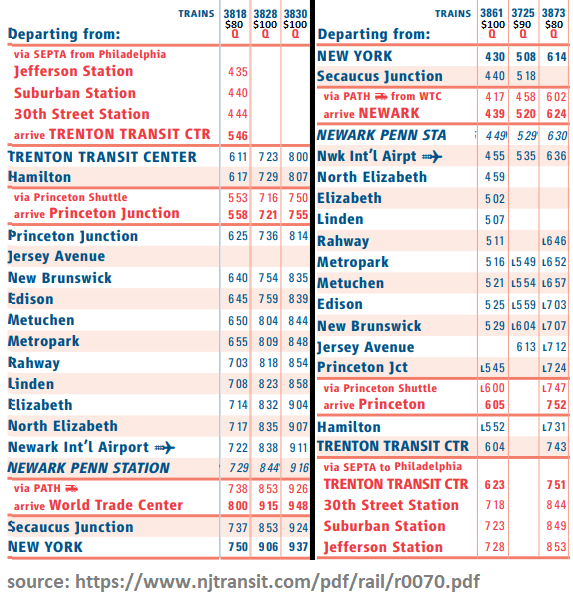 TRAINS 3818 3828 3830
$80 $100 $100
Departing from: Ω Ω Ω
via SEPTA from Philadelphia
Jefferson Station 435
Suburban Station 440
30th Street Station 444
arrive TRENTON TRANSIT CTR 546
TRENTON TRANSIT CENTER 611 723 800
Hamilton 617 729 807
via Princeton Shuttle 553 716 750
arrive Princeton Junction 558 721 755
Princeton Junction 625 736 814
Jersey Avenue
New Brunswick 640 754 835
Edison 645 759 839
Metuchen 650 804 844
Metropark 655 809 848
Rahway 703 818 854
Linden 708 823 858
Elizabeth 714 832 904
North Elizabeth 717 835 907
Newark Int'l Airport 722 838 911
NEWARK PENN STATION 729 844 916
via PATH 738 853 926
arrive World Trade Center 800 915 948
Secaucus Junction 737 853 924
NEW YORK 750 906 937
TRAINS 3861 3725 3873
$100 $90 $80
Departing from: Ω Ω Ω
NEW YORK 430 508 614
Secaucus Junction 440 518
via PATH from WTC 417 458 602
arrive NEWARK 439 520 624
NEWARK PENN STA 449 529 630
Nwk Int'l Airpt 455 535 636
North Elizabeth 459
Elizabeth 502
Linden 507
Rahway 511 L646
Metropark 516 L549 L652
Metuchen 521 L554 L657
Edison 525 L559 L703
New Brunswick 529 L604 L707
Jersey Avenue 613 L712
Princeton Jct L545 L724
via Princeton Shuttle L600 L747
arrive Princeton 605 752
Hamilton L552 L731
TRENTON TRANSIT CTR 604 743
via SEPTA to Philadelphia
TRENTON TRANSIT CTR 623 751
30th Street Station 718 844
Suburban Station 723 849
Jefferson Station 728 853
source: https://www.njtransit.com/pdf/rail/r0070.pdf